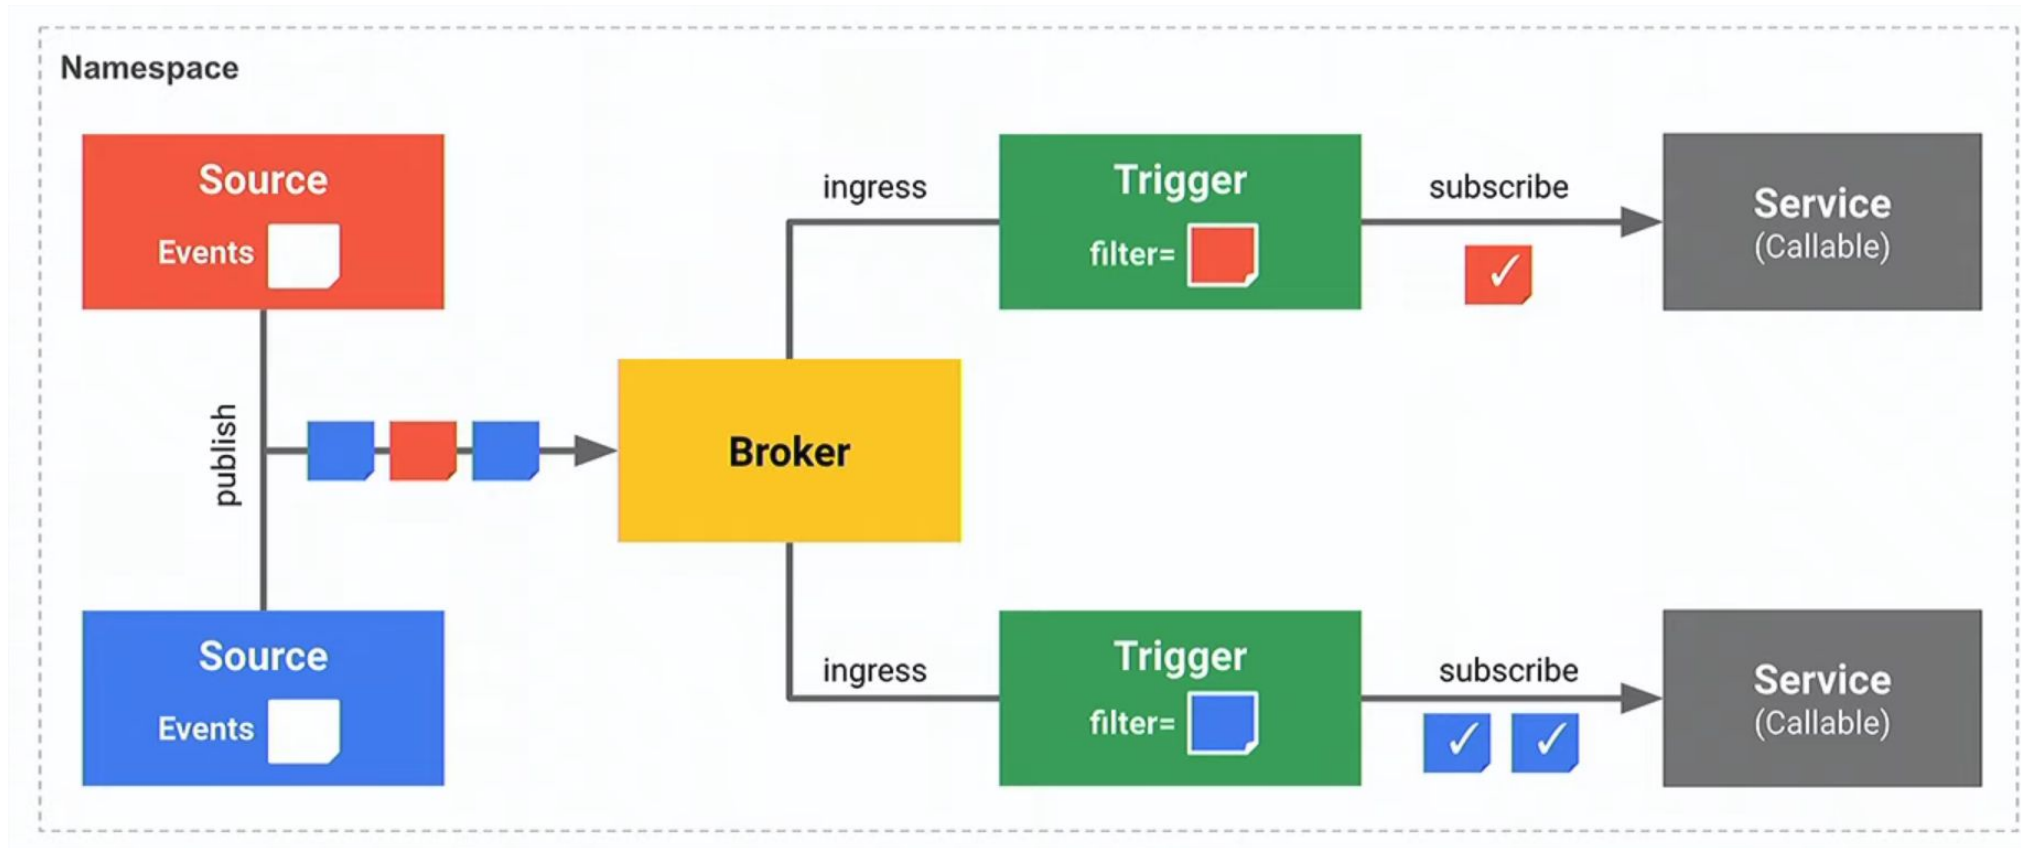 Namespace
Source
Events
publish
Source
Events
Broker
ingress
Trigger
filter=
subscribe
Service
(Callable)
ingress
Trigger
filter=
subscribe
Service
(Callable)